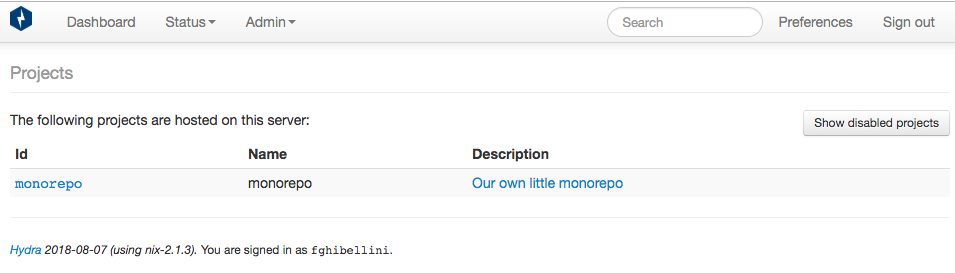 Dashboard Status Admin Search Preferences Sign out
Projects
The following projects are hosted on this server: Show disabled projects
Id Name Description
monorepo monorepo Our own little monorepo
Hydra 2018-08-07 (using nix-2.1.3). You are signed in as fghibellini.